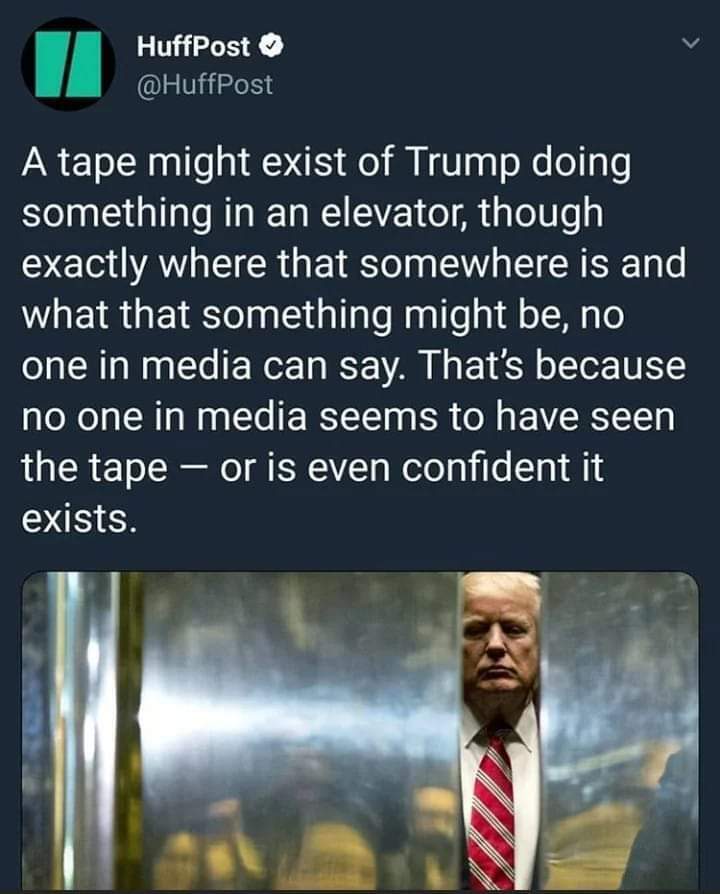 HuffPost
@HuffPost
A tape might exist of Trump doing
something in an elevator, though
exactly where that somewhere is and
what that something might be, no
one in media can say. That's because
no one in media seems to have seen
the tape — or is even confident it
exists.